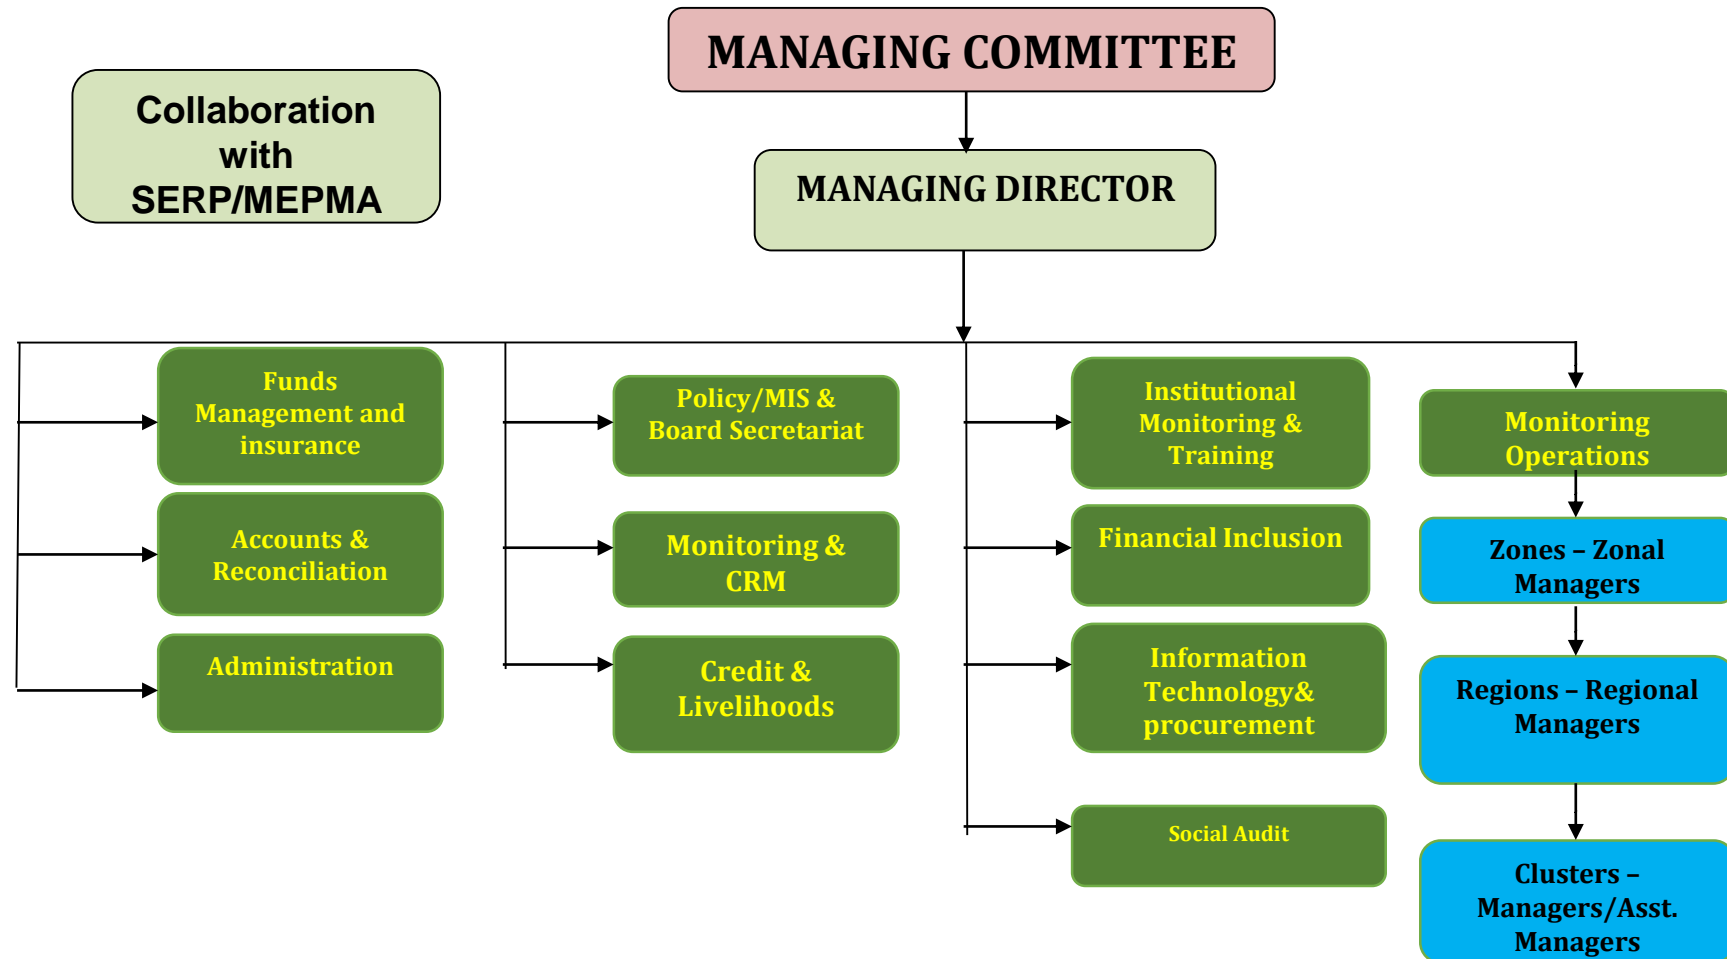 MANAGING COMMITTEE
Collaboration
with
SERP/MEPMA
MANAGING DIRECTOR
Funds
Management and
insurance
Accounts &
Reconciliation
Administration
Policy/MIS &
Board Secretariat
Monitoring &
CRM
Credit &
Livelihoods
Institutional
Monitoring &
Training
Financial Inclusion
Information
Technology&
procurement
Social Audit
Monitoring
Operations
Zones – Zonal
Managers
Regions – Regional
Managers
Clusters –
Managers/Asst.
Managers